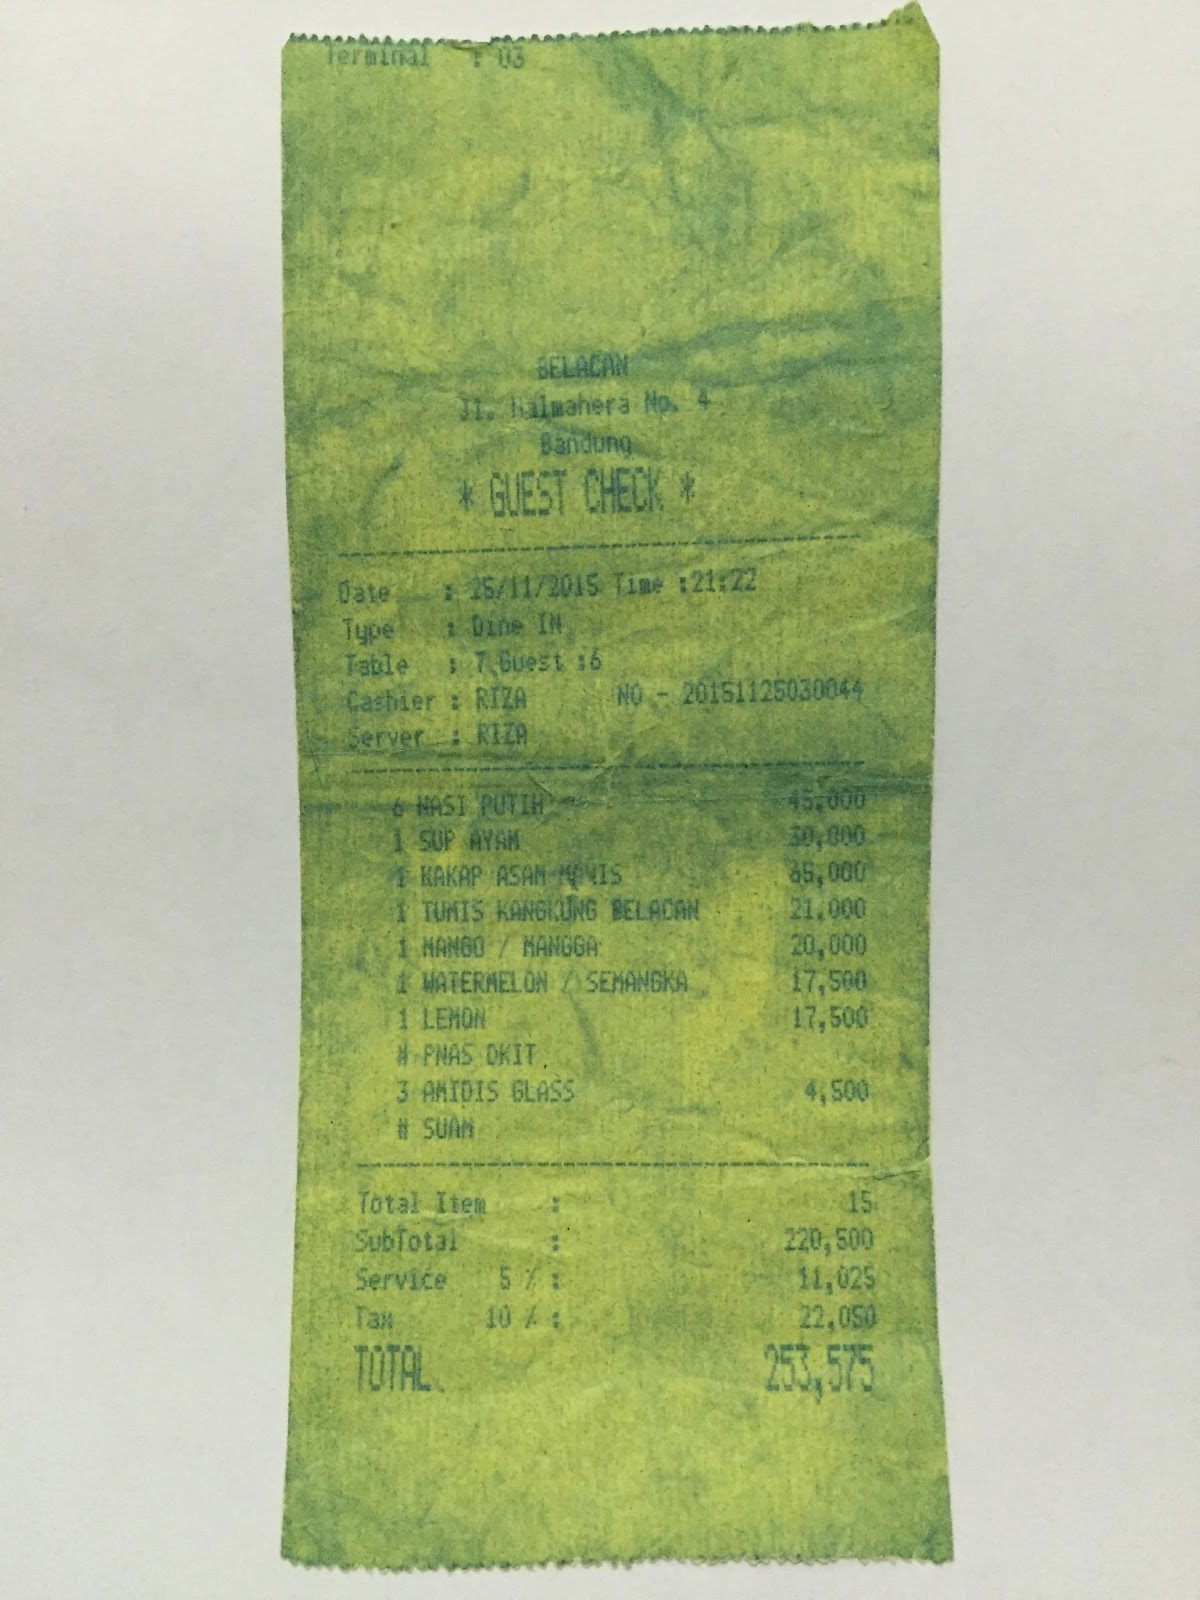 Terminal : 03
BELACAN
Jl. Halmahera No. 4
Bandung
* GUEST CHECK *
Date : 25/11/2015 Time :21:22
Type : Dine IN
Table : 7 Guest :6
Cashier : RIZA NO - 20151125030044
Server : RIZA
6 NASI PUTIH 45,000
1 SUP AYAM 30,000
1 KAKAP ASAM MANIS 65,000
1 TUMIS KANGKUNG BELACAN 21,000
1 MANGO / MANGGA 20,000
1 WATERMELON / SEMANGKA 17,500
1 LEMON 17,500
# PNAS DKIT
3 AMIDIS GLASS 4,500
# SUAM
Total Item : 15
SubTotal : 220,500
Service 5 % : 11,025
Tax 10 % : 22,050
TOTAL 253,575